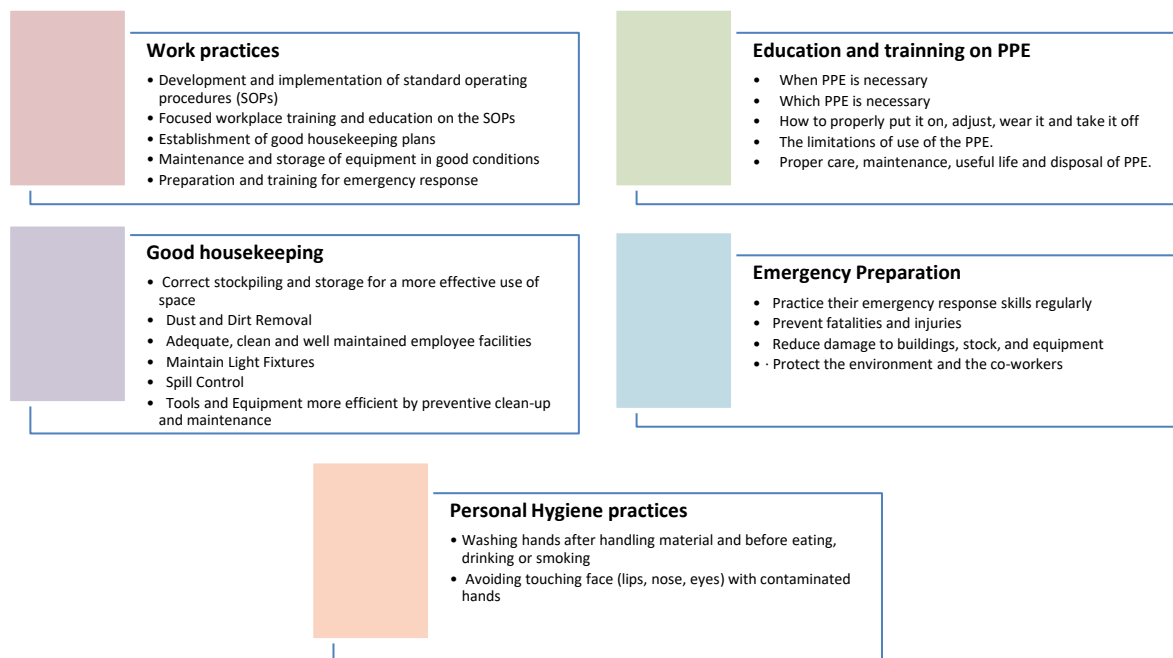 Work practices
• Development and implementation of standard operating
procedures (SOPs)
• Focused workplace training and education on the SOPs
• Establishment of good housekeeping plans
• Maintenance and storage of equipment in good conditions
• Preparation and training for emergency response
Education and trainning on PPE
• When PPE is necessary
• Which PPE is necessary
• How to properly put it on, adjust, wear it and take it off
• The limitations of use of the PPE.
• Proper care, maintenance, useful life and disposal of PPE.
Good housekeeping
• Correct stockpiling and storage for a more effective use of
space
• Dust and Dirt Removal
• Adequate, clean and well maintained employee facilities
• Maintain Light Fixtures
• Spill Control
• Tools and Equipment more efficient by preventive clean-up
and maintenance
Emergency Preparation
• Practice their emergency response skills regularly
• Prevent fatalities and injuries
• Reduce damage to buildings, stock, and equipment
• · Protect the environment and the co-workers
Personal Hygiene practices
• Washing hands after handling material and before eating,
drinking or smoking
• Avoiding touching face (lips, nose, eyes) with contaminated
hands